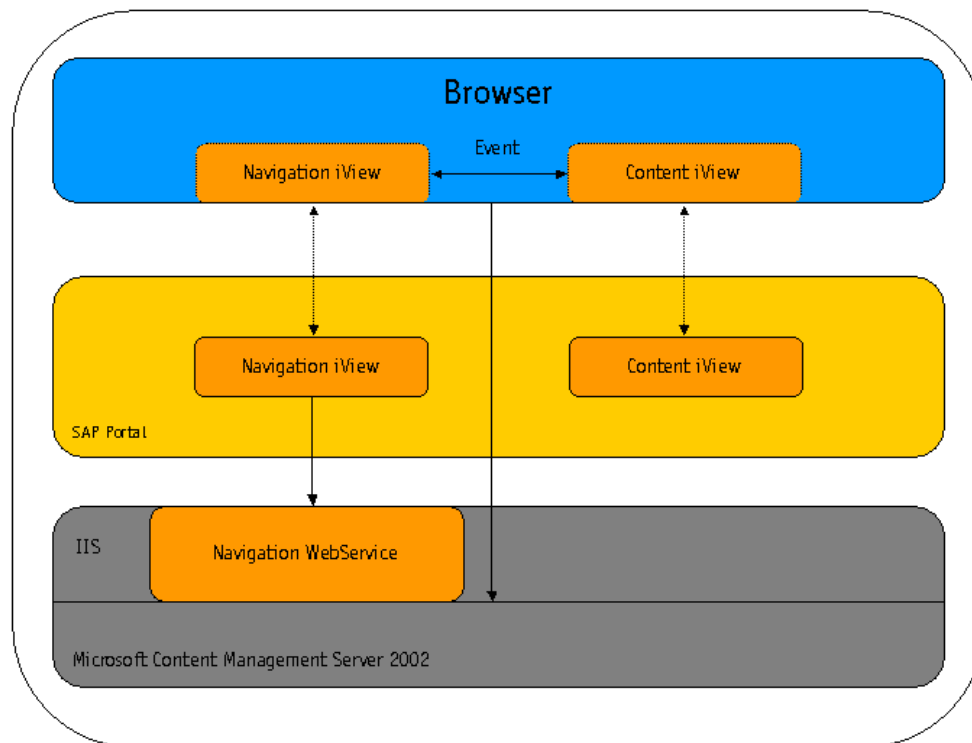 Browser
Event
Navigation iView
Content iView
Navigation iView
Content iView
SAP Portal
IIS
Navigation WebService
Microsoft Content Management Server 2002